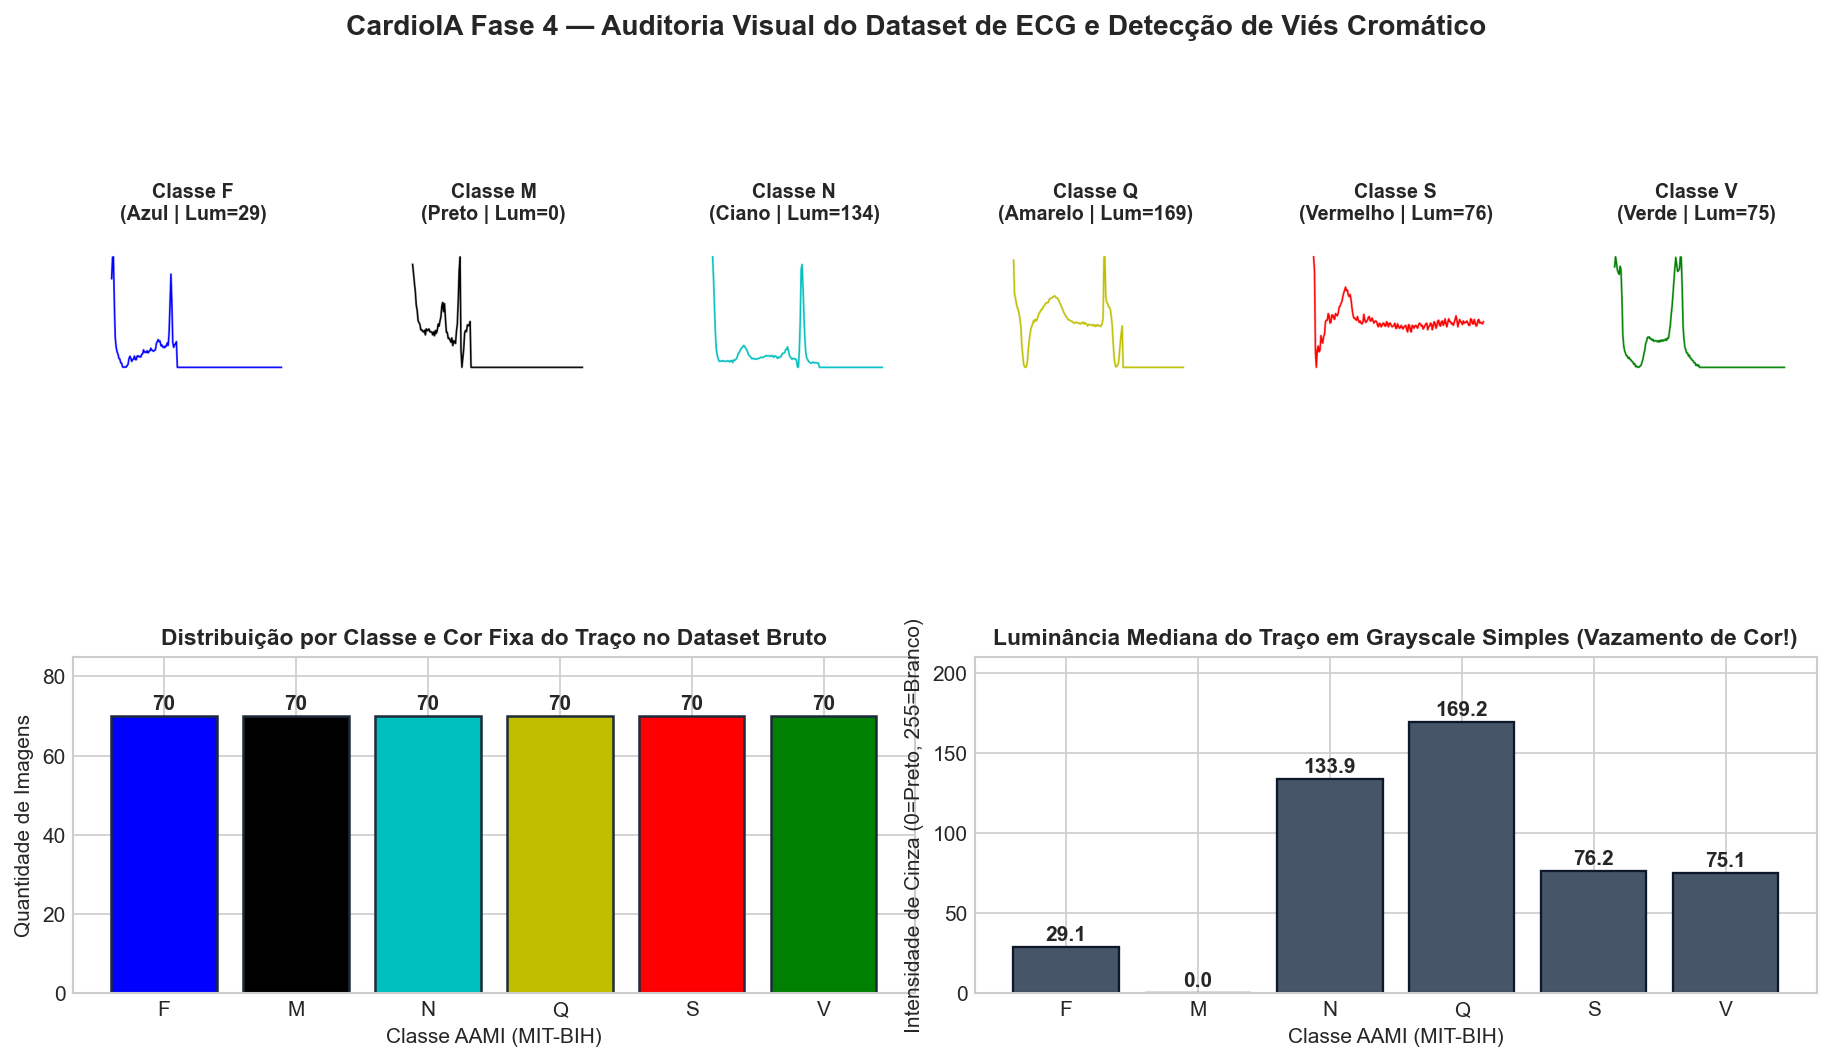 CardioIA Fase 4 — Auditoria Visual do Dataset de ECG e Detecção de Viés Cromático
Classe F
(Azul | Lum=29)
Classe M
(Preto | Lum=0)
Classe N
(Ciano | Lum=134)
Classe Q
(Amarelo | Lum=169)
Classe S
(Vermelho | Lum=76)
Classe V
(Verde | Lum=75)
Distribuição por Classe e Cor Fixa do Traço no Dataset Bruto
Quantidade de Imagens
80
60
40
20
0
70
70
70
70
70
70
F
M
N
Q
S
V
Classe AAMI (MIT-BIH)
Luminância Mediana do Traço em Grayscale Simples (Vazamento de Cor!)
Intensidade de Cinza (0=Preto, 255=Branco)
200
150
100
50
0
29.1
0.0
133.9
169.2
76.2
75.1
F
M
N
Q
S
V
Classe AAMI (MIT-BIH)